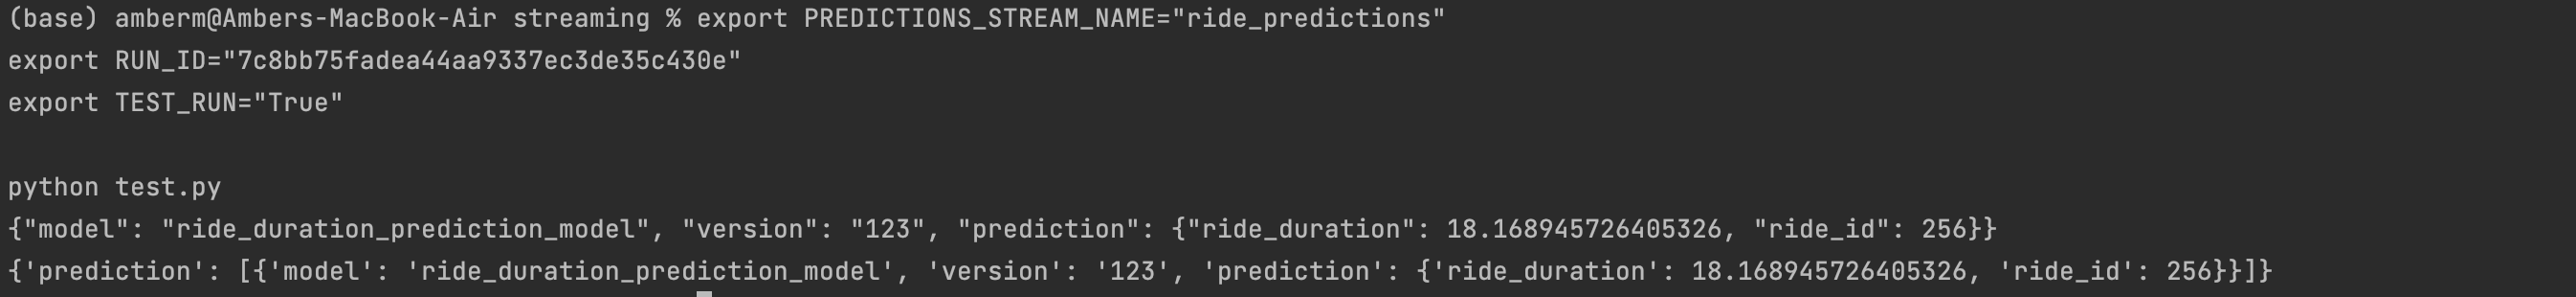 (base) amberm@Ambers-MacBook-Air streaming % export PREDICTIONS_STREAM_NAME="ride_predictions"
export RUN_ID="7c8bb75fadea44aa9337ec3de35c430e"
export TEST_RUN="True"
python test.py
{"model": "ride_duration_prediction_model", "version": "123", "prediction": {"ride_duration": 18.168945726405326, "ride_id": 256}}
{'prediction': [{'model': 'ride_duration_prediction_model', 'version': '123', 'prediction': {'ride_duration': 18.168945726405326, 'ride_id': 256}}]}